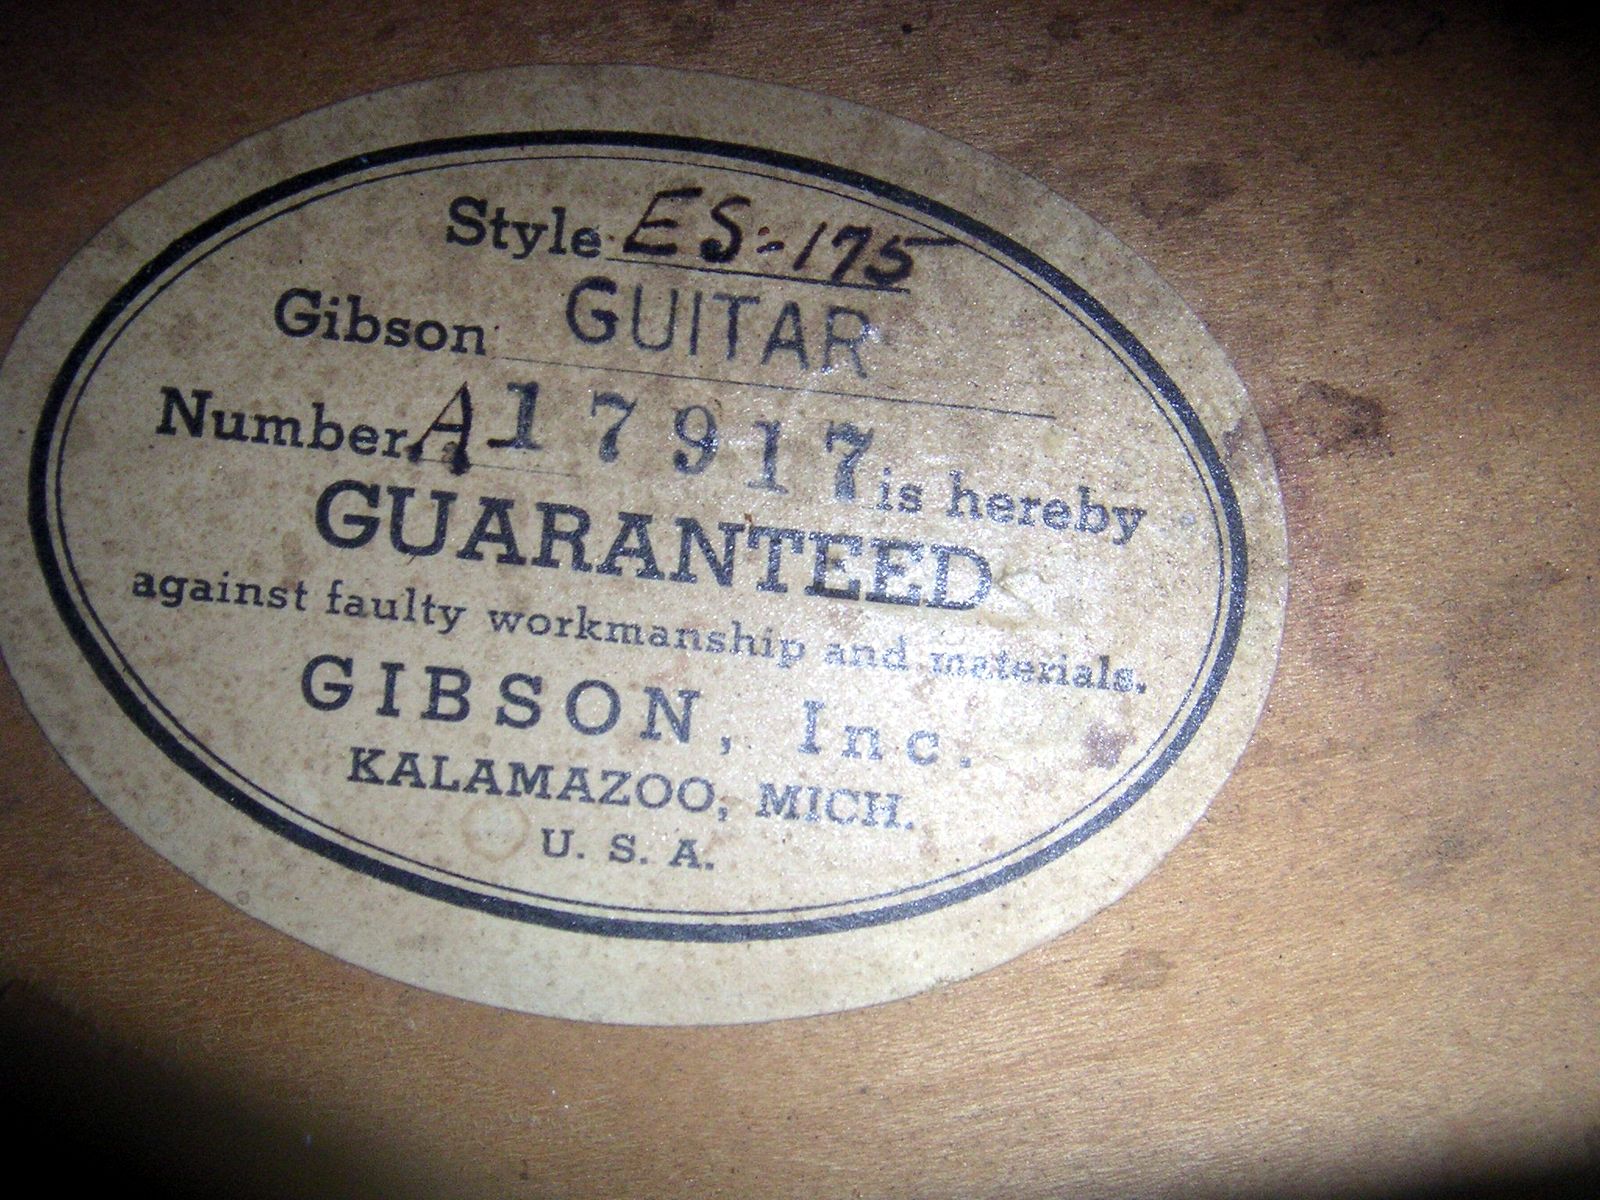 Style ES-175
Gibson GUITAR
Number A17917 is hereby
GUARANTEED
against faulty workmanship and materials.
GIBSON, Inc.
KALAMAZOO, MICH.
U. S. A.